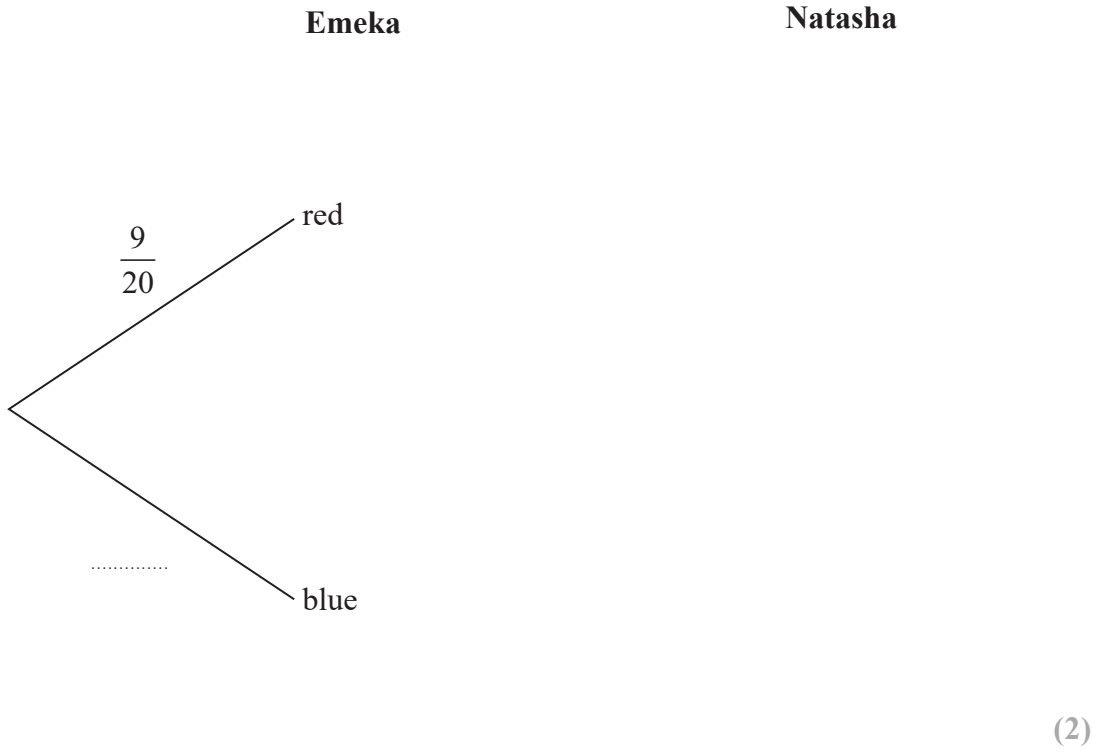 Emeka Natasha
red
9
20
..............
blue
(2)